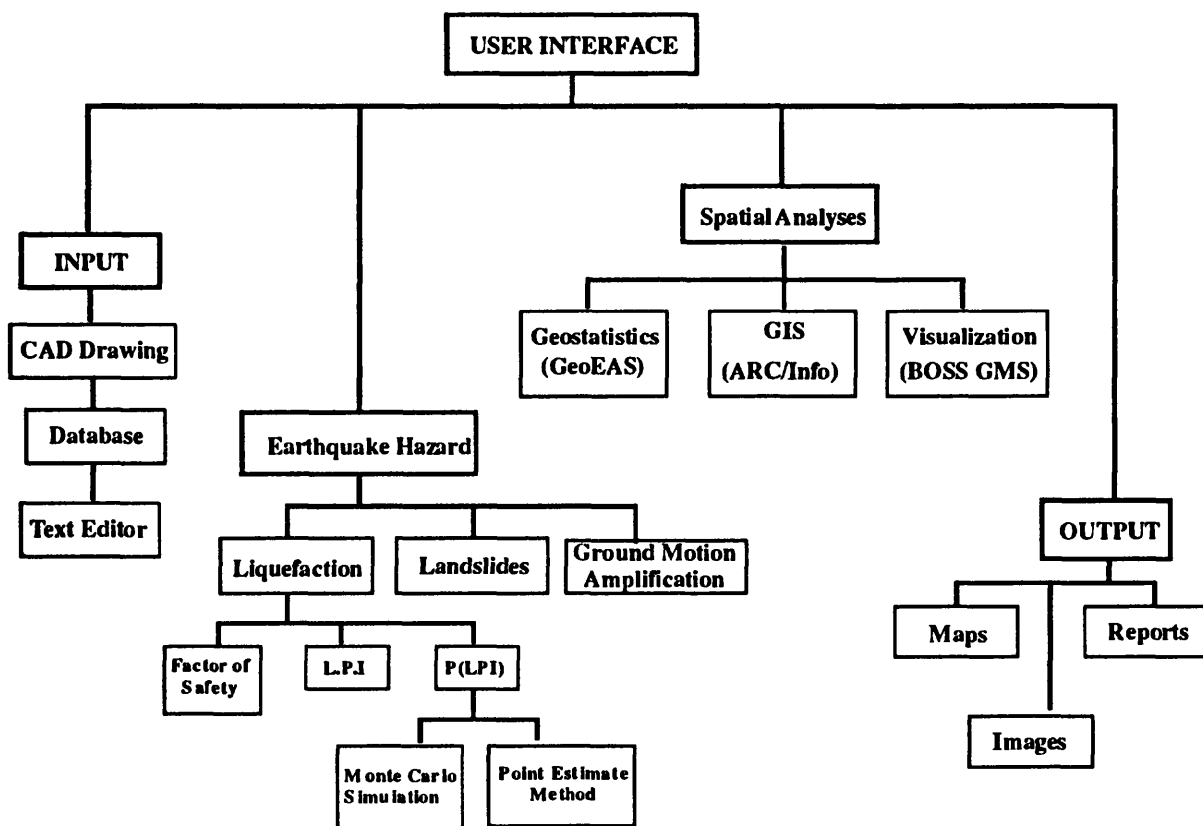 USER INTERFACE
Spatial Analyses
INPUT
Geostatistics
(GeoEAS)
GIS
(ARC/Info)
Visualization
(BOSS GMS)
CAD Drawing
Database
Earthquake Hazard
Text Editor
OUTPUT
Liquefaction
Landslides
Ground Motion
Amplification
Maps
Reports
Factor of
Safety
L.P.I
P(LPI)
Images
Monte Carlo
Simulation
Point Estimate
Method